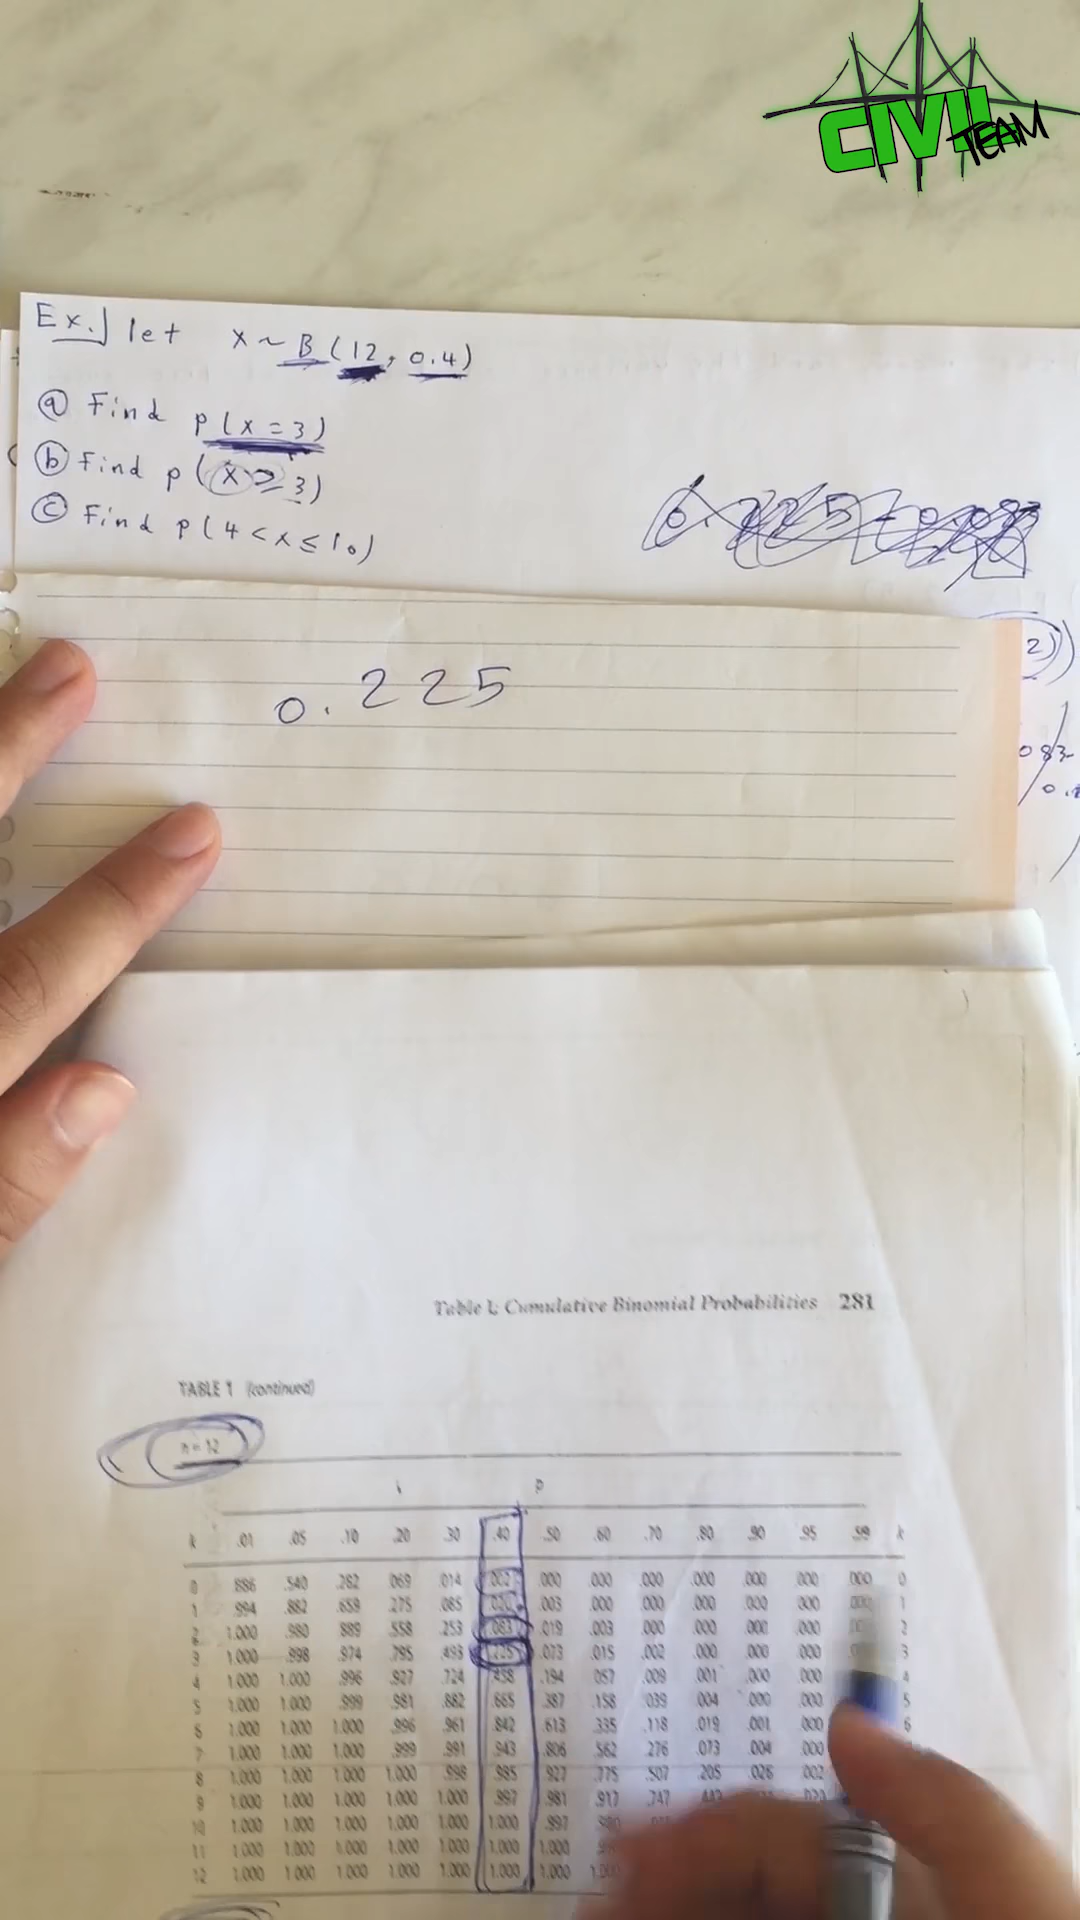 CIVIL
TEAM
Ex.] let x ~ B (12, 0.4)
ⓐ Find p (x = 3)
ⓑ Find p (x ≥ 3)
ⓒ Find p (4 < x ≤ 10)
2)
0.225
083
0.
Table 1: Cumulative Binomial Probabilities 281
TABLE 1 (continued)
n = 12
p
k .01 .05 .10 .20 .30 .40 .50 .60 .70 .80 .90 .95 .99 k
0 .886 .540 .282 .069 .014 .002 .000 .000 .000 .000 .000 .000 .000 0
1 .994 .882 .659 .275 .085 .020 .003 .000 .000 .000 .000 .000 .000 1
2 1.000 .980 .889 .558 .253 .083 .019 .003 .000 .000 .000 .000 2
3 1.000 .998 .974 .795 .493 .225 .073 .015 .002 .000 .000 .000 3
4 1.000 1.000 .996 .927 .724 .438 .194 .057 .009 .001 .000 .000 4
5 1.000 1.000 .999 .981 .882 .665 .387 .158 .039 .004 .000 .000 5
6 1.000 1.000 1.000 .996 .961 .842 .613 .335 .118 .019 .001 .000 6
7 1.000 1.000 1.000 .999 .991 .943 .806 .562 .276 .073 .004 .000
8 1.000 1.000 1.000 1.000 .998 .985 .927 .775 .507 .205 .026 .002
9 1.000 1.000 1.000 1.000 1.000 .997 .981 .917 .747
10 1.000 1.000 1.000 1.000 1.000 1.000 .997
11 1.000 1.000 1.000 1.000 1.000 1.000 1.000
12 1.000 1.000 1.000 1.000 1.000 1.000 1.000